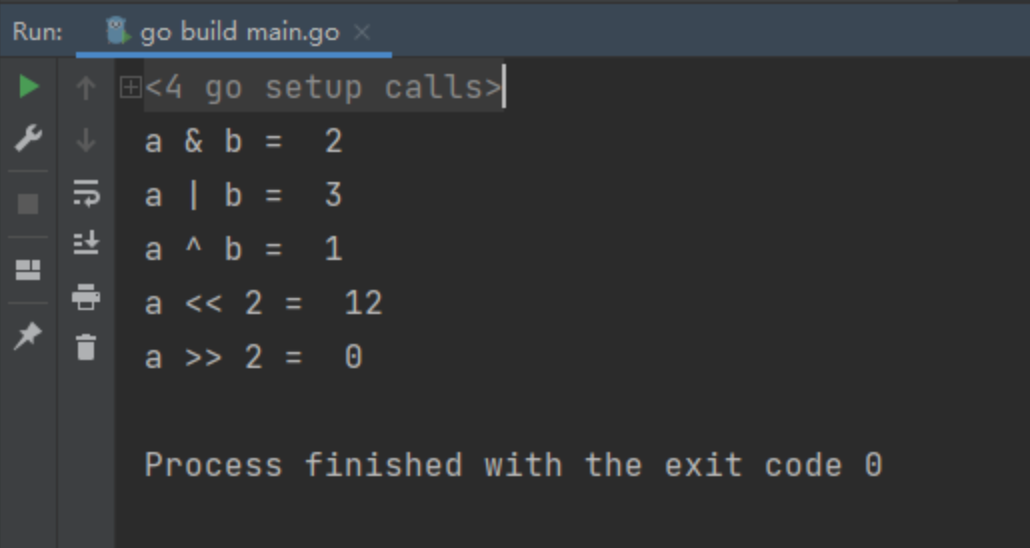 Run: go build main.go
<4 go setup calls>
a & b =  2
a | b =  3
a ^ b =  1
a << 2 =  12
a >> 2 =  0
Process finished with the exit code 0